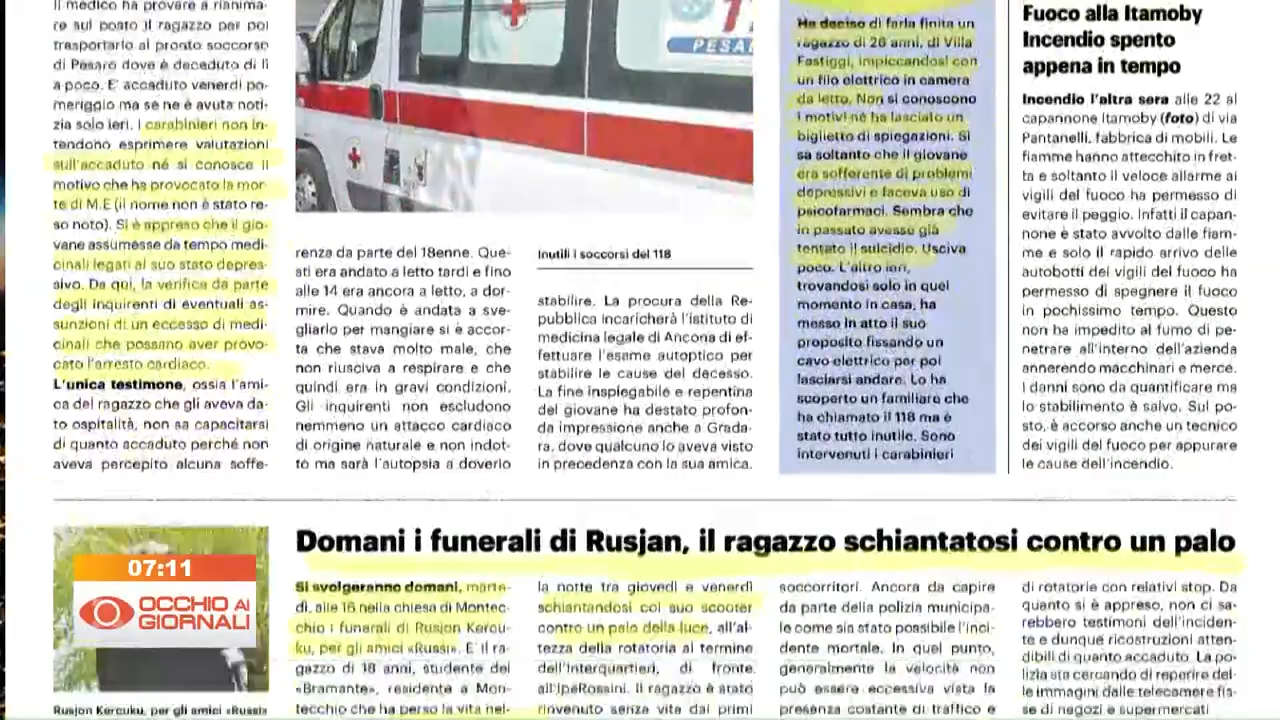 Il medico ha provare a rianima-
re sul posto il ragazzo per poi
trasportarlo al pronto soccorso
di Pesaro dove è deceduto di lì
a poco. E' accaduto venerdì po-
meriggio ma se ne è avuta noti-
zia solo ieri. I carabinieri non in-
tendono esprimere valutazioni
sull'accaduto né si conosce il
motivo che ha provocato la mor-
te di M.E (il nome non è stato re-
so noto). Si è appreso che il gio-
vane assumesse da tempo medi-
cinali legati al suo stato depres-
sivo. Da qui, la verifica da parte
degli inquirenti di eventuali as-
sunzioni di un eccesso di medi-
cinali che possano aver provo-
cato l'arresto cardiaco.
L'unica testimone, ossia l'ami-
ca del ragazzo che gli aveva da-
to ospitalità, non sa capacitarsi
di quanto accaduto perché non
aveva percepito alcuna soffe-
PESAR
renza da parte del 18enne. Que-
sti era andato a letto tardi e fino
alle 14 era ancora a letto, a dor-
mire. Quando è andata a sve-
gliarlo per mangiare si è accor-
ta che stava molto male, che
non riusciva a respirare e che
quindi era in gravi condizioni.
Gli inquirenti non escludono
nemmeno un attacco cardiaco
di origine naturale e non indot-
to ma sarà l'autopsia a doverlo
Inutili i soccorsi del 118
stabilire. La procura della Re-
pubblica incaricherà l'istituto di
medicina legale di Ancona di ef-
fettuare l'esame autoptico per
stabilire le cause del decesso.
La fine inspiegabile e repentina
del giovane ha destato profon-
da impressione anche a Grada-
ra, dove qualcuno lo aveva visto
in precedenza con la sua amica.
Ha deciso di farla finita un
ragazzo di 26 anni, di Villa
Fastiggi, impiccandosi con
un filo elettrico in camera
da letto. Non si conoscono
i motivi né ha lasciato un
biglietto di spiegazioni. Si
sa soltanto che il giovane
era sofferente di problemi
depressivi e faceva uso di
psicofarmaci. Sembra che
in passato avesse già
tentato il suicidio. Usciva
poco. L'altro ieri,
trovandosi solo in quel
momento in casa, ha
messo in atto il suo
proposito fissando un
cavo elettrico per poi
lasciarsi andare. Lo ha
scoperto un familiare che
ha chiamato il 118 ma è
stato tutto inutile. Sono
intervenuti i carabinieri
Fuoco alla Itamoby
Incendio spento
appena in tempo
Incendio l'altra sera alle 22 al
capannone Itamoby (foto) di via
Pantanelli, fabbrica di mobili. Le
fiamme hanno attecchito in fret-
ta e soltanto il veloce allarme ai
vigili del fuoco ha permesso di
evitare il peggio. Infatti il capan-
none è stato avvolto dalle fiam-
me e solo il rapido arrivo delle
autobotti dei vigili del fuoco ha
permesso di spegnere il fuoco
in pochissimo tempo. Questo
non ha impedito al fumo di pe-
netrare all'interno dell'azienda
annerendo macchinari e merce.
I danni sono da quantificare ma
lo stabilimento è salvo. Sul po-
sto, è accorso anche un tecnico
dei vigili del fuoco per appurare
le cause dell'incendio.
07:11
OCCHIO AI
GIORNALI
Rusjon Kercuku, per gli amici «Russi»
Domani i funerali di Rusjan, il ragazzo schiantatosi contro un palo
Si svolgeranno domani, marte-
dì, alle 16 nella chiesa di Montec-
chio i funerali di Rusjon Kercu-
ku, per gli amici «Russi». E' il ra-
gazzo di 18 anni, studente del
«Bramante», residente a Mon-
tecchio che ha perso la vita nel-
la notte tra giovedì e venerdì
schiantandosi col suo scooter
contro un palo della luce, all'al-
tezza della rotatoria al termine
dell'Interquartieri, di fronte
all'IpeRossini. Il ragazzo è stato
rinvenuto senza vita dai primi
soccorritori. Ancora da capire
da parte della polizia municipa-
le come sia stato possibile l'inci-
dente mortale. In quel punto,
generalmente la velocità non
può essere eccessiva vista la
presenza costante di traffico e
di rotatorie con relativi stop. Da
quanto si è appreso, non ci sa-
rebbero testimoni dell'inciden-
te e dunque ricostruzioni atten-
dibili di quanto accaduto. La po-
lizia sta cercando di reperire del-
le immagini dalle telecamere fis-
se di negozi e supermercati